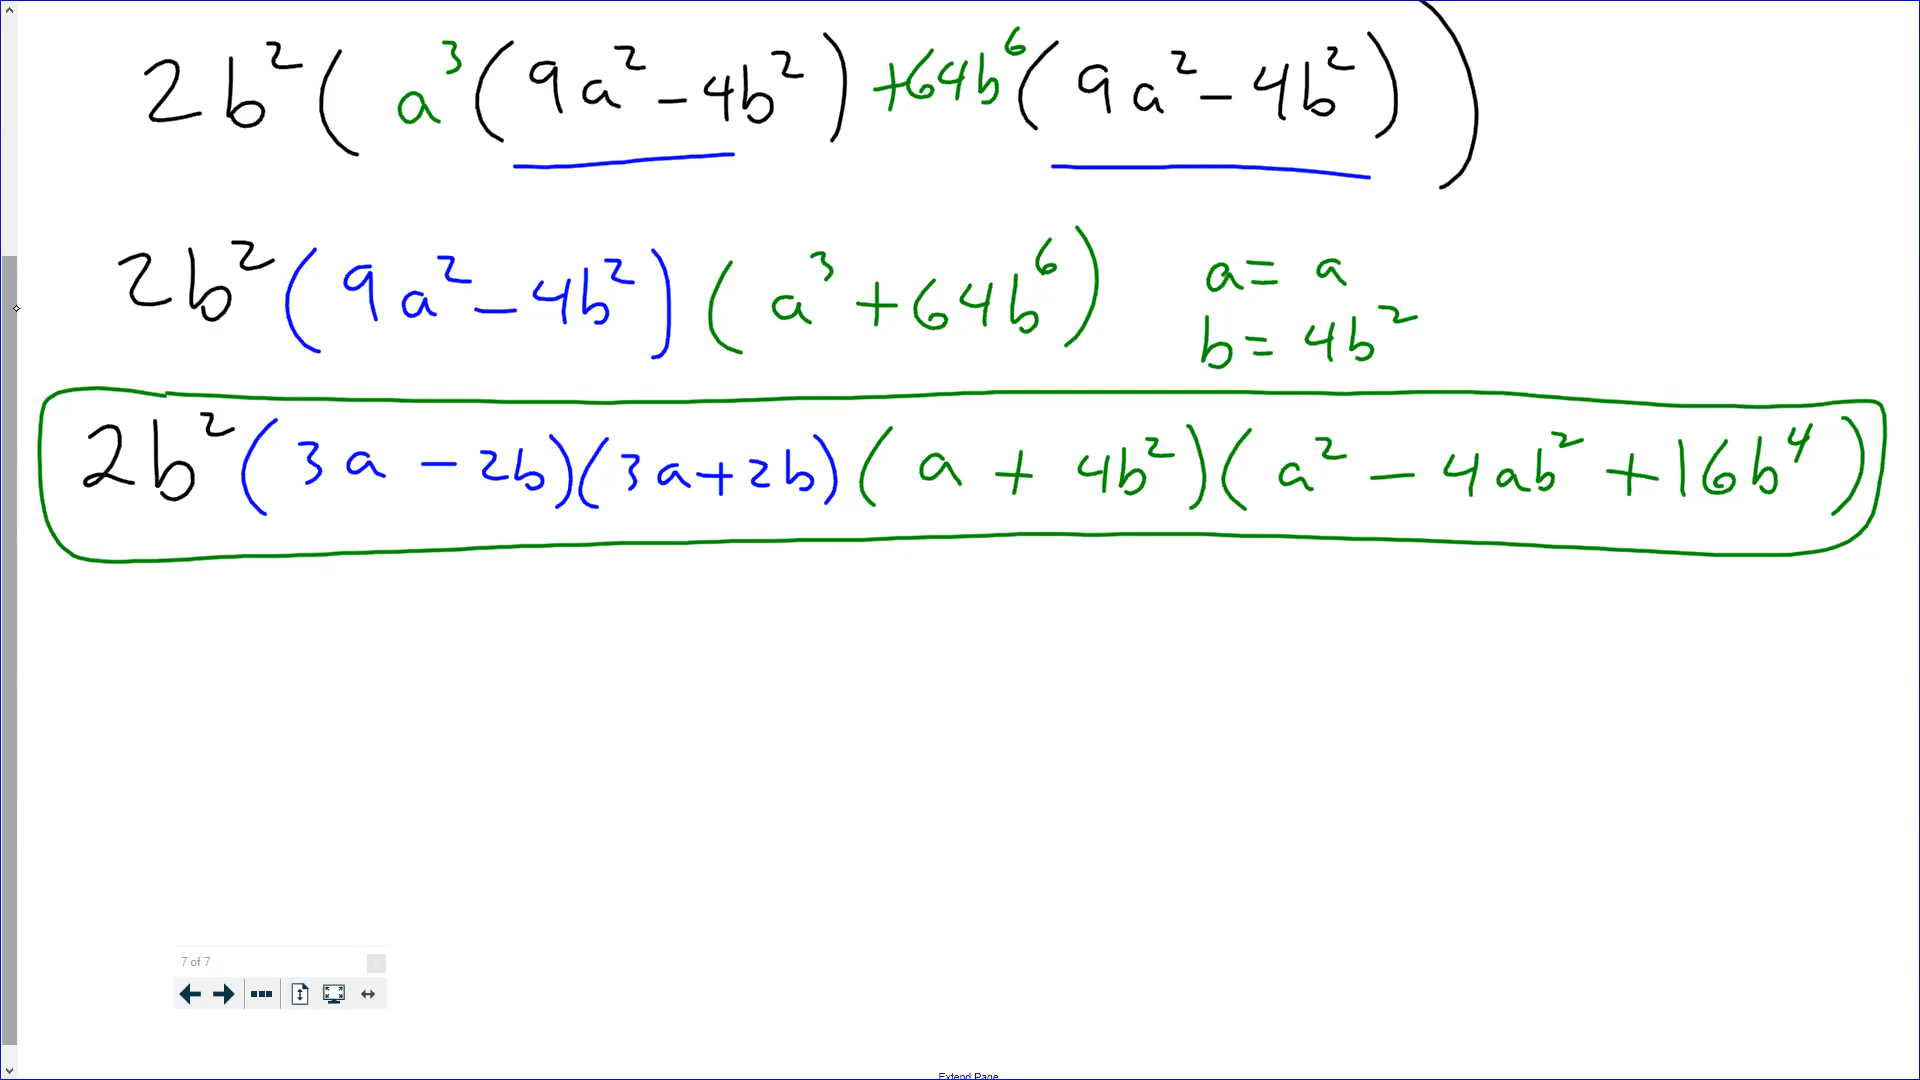 2b²(a³(9a²-4b²)+64b⁶(9a²-4b²))
2b²(9a²-4b²)(a³+64b⁶)
a= a
b= 4b²
2b²(3a-2b)(3a+2b)(a+4b²)(a²-4ab²+16b⁴)
7 of 7
Extend Page